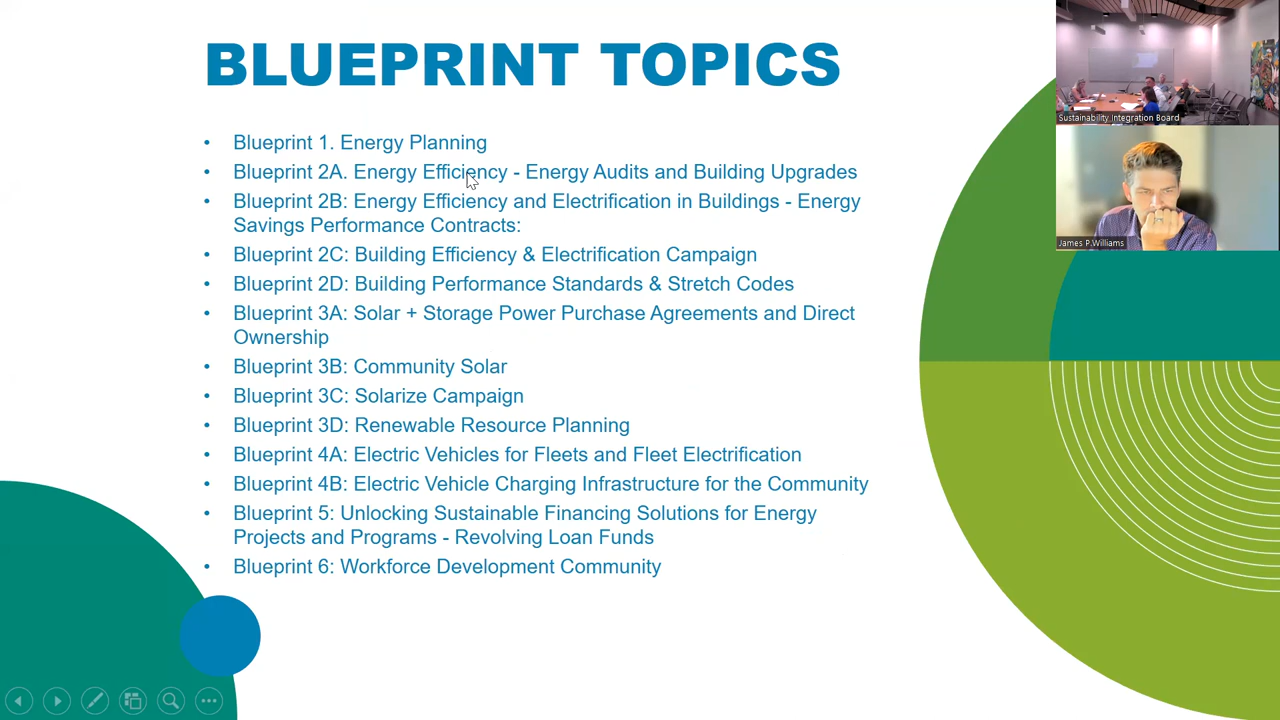 BLUEPRINT TOPICS
• Blueprint 1. Energy Planning
• Blueprint 2A. Energy Efficiency - Energy Audits and Building Upgrades
• Blueprint 2B: Energy Efficiency and Electrification in Buildings - Energy
Savings Performance Contracts:
• Blueprint 2C: Building Efficiency & Electrification Campaign
• Blueprint 2D: Building Performance Standards & Stretch Codes
• Blueprint 3A: Solar + Storage Power Purchase Agreements and Direct
Ownership
• Blueprint 3B: Community Solar
• Blueprint 3C: Solarize Campaign
• Blueprint 3D: Renewable Resource Planning
• Blueprint 4A: Electric Vehicles for Fleets and Fleet Electrification
• Blueprint 4B: Electric Vehicle Charging Infrastructure for the Community
• Blueprint 5: Unlocking Sustainable Financing Solutions for Energy
Projects and Programs - Revolving Loan Funds
• Blueprint 6: Workforce Development Community
Sustainability Integration Board
James P.Williams